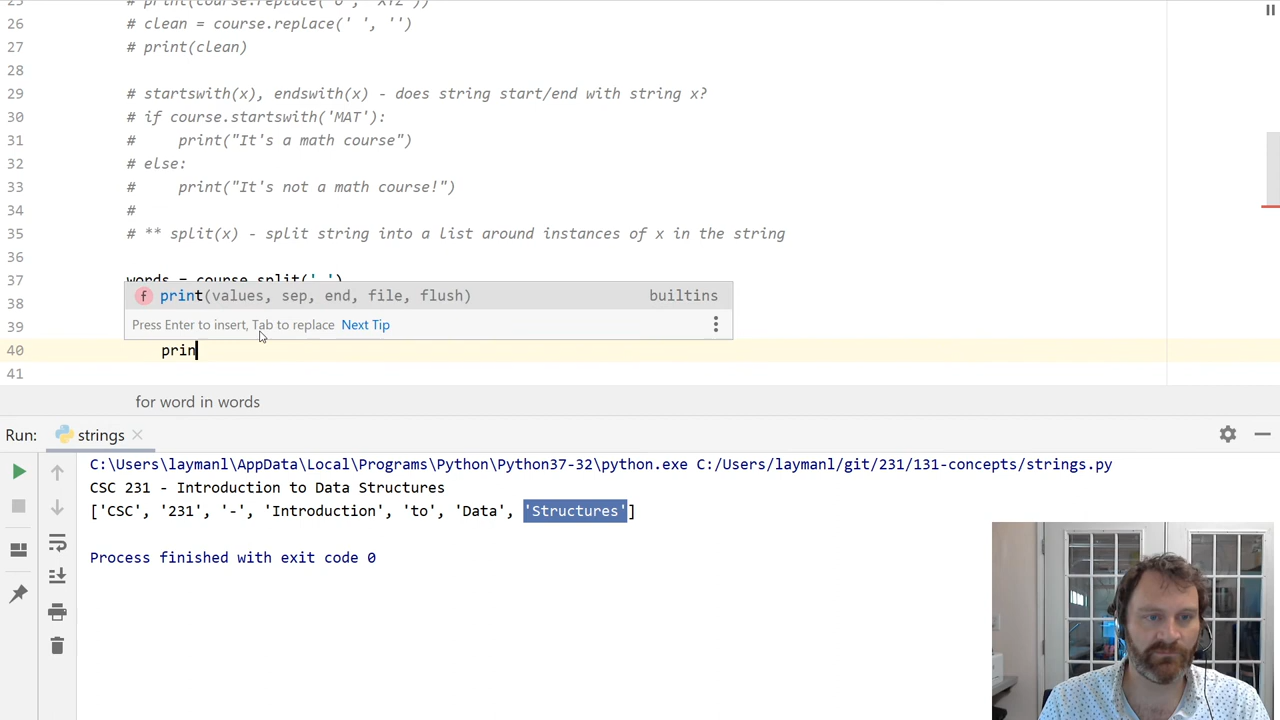 25 # print(course.replace('U', 'XYZ'))
26 # clean = course.replace(' ', '')
27 # print(clean)
28
29 # startswith(x), endswith(x) - does string start/end with string x?
30 # if course.startswith('MAT'):
31 #     print("It's a math course")
32 # else:
33 #     print("It's not a math course!")
34 #
35 # ** split(x) - split string into a list around instances of x in the string
36
37 words = course.split(' ')
38
f print(values, sep, end, file, flush) builtins
39
Press Enter to insert, Tab to replace Next Tip
40 prin
41
for word in words
Run: strings
C:\Users\laymanl\AppData\Local\Programs\Python\Python37-32\python.exe C:/Users/laymanl/git/231/131-concepts/strings.py
CSC 231 - Introduction to Data Structures
['CSC', '231', '-', 'Introduction', 'to', 'Data', 'Structures']
Process finished with exit code 0